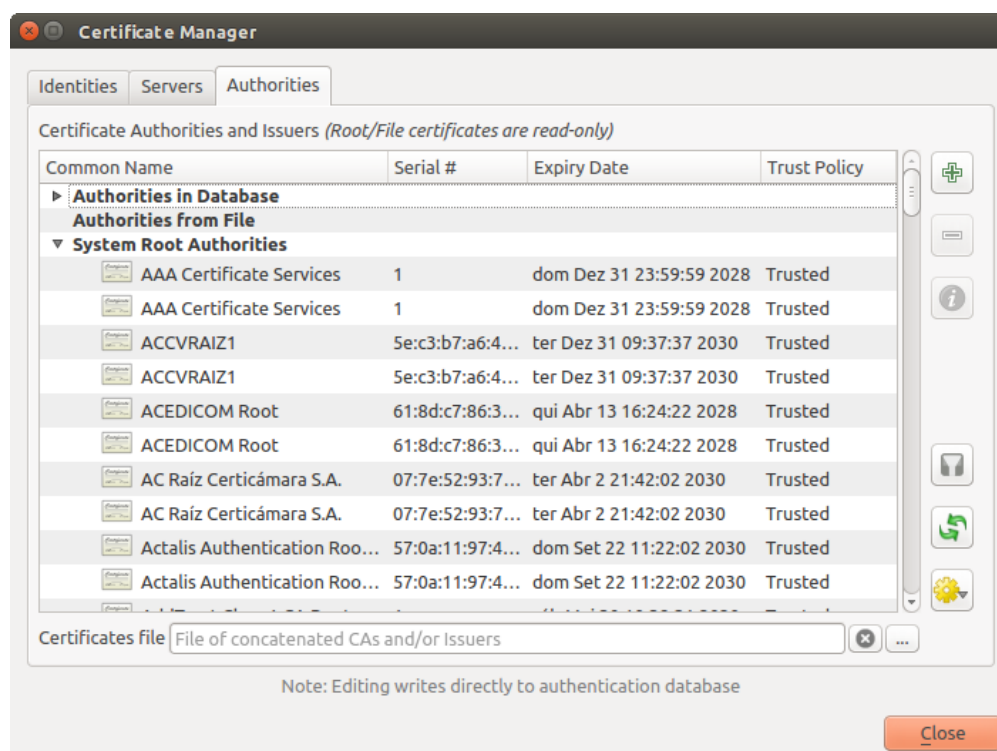 Certificate Manager
Identities Servers Authorities
Certificate Authorities and Issuers (Root/File certificates are read-only)
Common Name Serial # Expiry Date Trust Policy
Authorities in Database
Authorities from File
System Root Authorities
AAA Certificate Services 1 dom Dez 31 23:59:59 2028 Trusted
AAA Certificate Services 1 dom Dez 31 23:59:59 2028 Trusted
ACCVRAIZ1 5e:c3:b7:a6:4... ter Dez 31 09:37:37 2030 Trusted
ACCVRAIZ1 5e:c3:b7:a6:4... ter Dez 31 09:37:37 2030 Trusted
ACEDICOM Root 61:8d:c7:86:3... qui Abr 13 16:24:22 2028 Trusted
ACEDICOM Root 61:8d:c7:86:3... qui Abr 13 16:24:22 2028 Trusted
AC Raíz Certicámara S.A. 07:7e:52:93:7... ter Abr 2 21:42:02 2030 Trusted
AC Raíz Certicámara S.A. 07:7e:52:93:7... ter Abr 2 21:42:02 2030 Trusted
Actalis Authentication Roo... 57:0a:11:97:4... dom Set 22 11:22:02 2030 Trusted
Actalis Authentication Roo... 57:0a:11:97:4... dom Set 22 11:22:02 2030 Trusted
Certificates file File of concatenated CAs and/or Issuers ...
Note: Editing writes directly to authentication database
Close